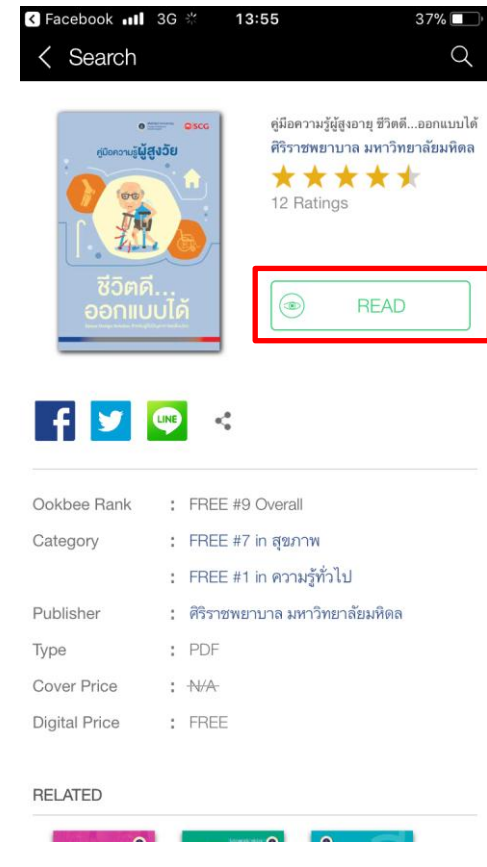 Facebook 3G 13:55 37%
Search
SCG
คู่มือความรู้ผู้สูงวัย
ชีวิตดี...
ออกแบบได้
คู่มือความรู้ผู้สูงอายุ ชีวิตดี...ออกแบบได้
ศิริราชพยาบาล มหาวิทยาลัยมหิดล
12 Ratings
READ
f LINE
Ookbee Rank : FREE #9 Overall
Category : FREE #7 in สุขภาพ
: FREE #1 in ความรู้ทั่วไป
Publisher : ศิริราชพยาบาล มหาวิทยาลัยมหิดล
Type : PDF
Cover Price : N/A
Digital Price : FREE
RELATED